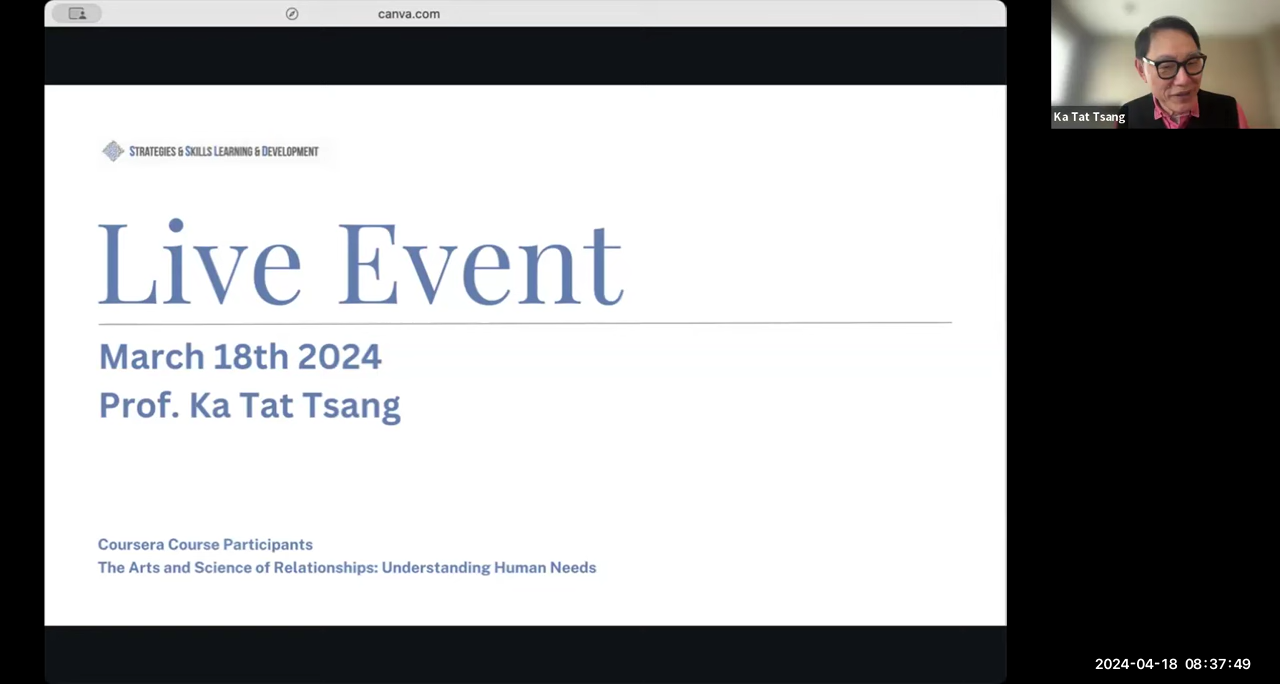 canva.com
STRATEGIES & SKILLS LEARNING & DEVELOPMENT
Live Event
March 18th 2024
Prof. Ka Tat Tsang
Coursera Course Participants
The Arts and Science of Relationships: Understanding Human Needs
Ka Tat Tsang
2024-04-18 08:37:49